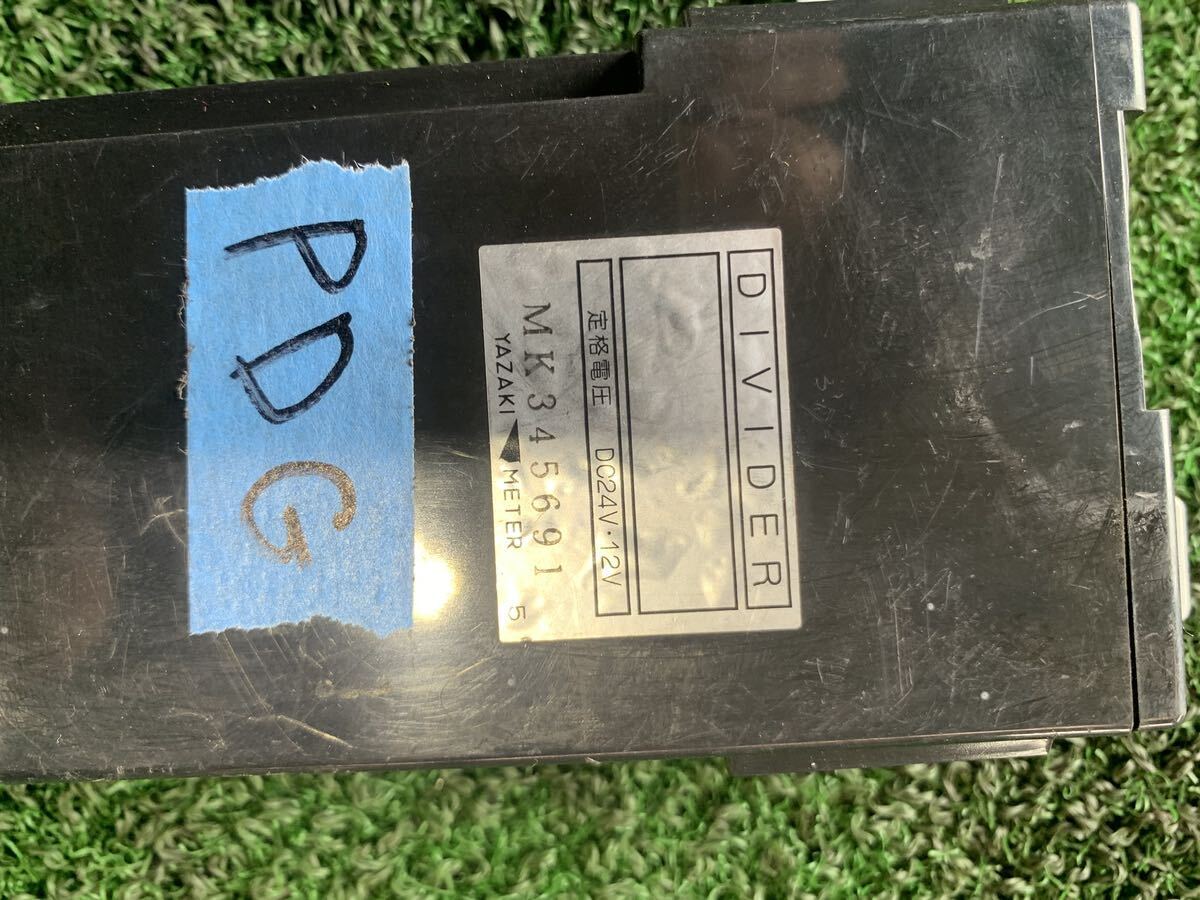 PDG
DIVIDER
定格電圧 DC24V・12V
MK345691
YAZAKI METER 5